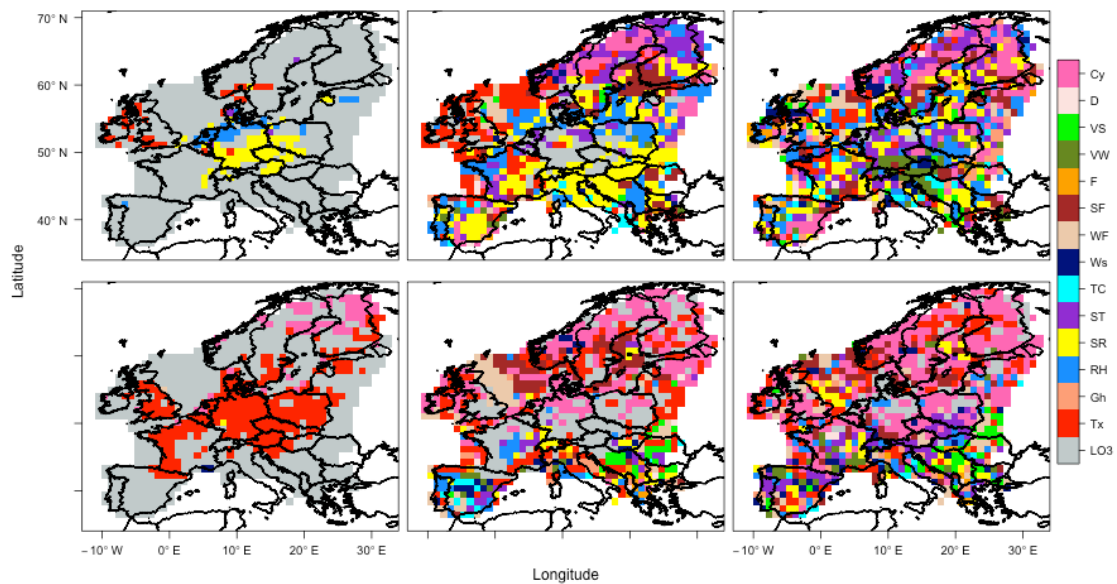 70° N
60° N
50° N
40° N
Latitude
Cy
D
VS
VW
F
SF
WF
Ws
TC
ST
SR
RH
Gh
Tx
LO3
−10° W 0° E 10° E 20° E 30° E −10° W 0° E 10° E 20° E 30° E
Longitude